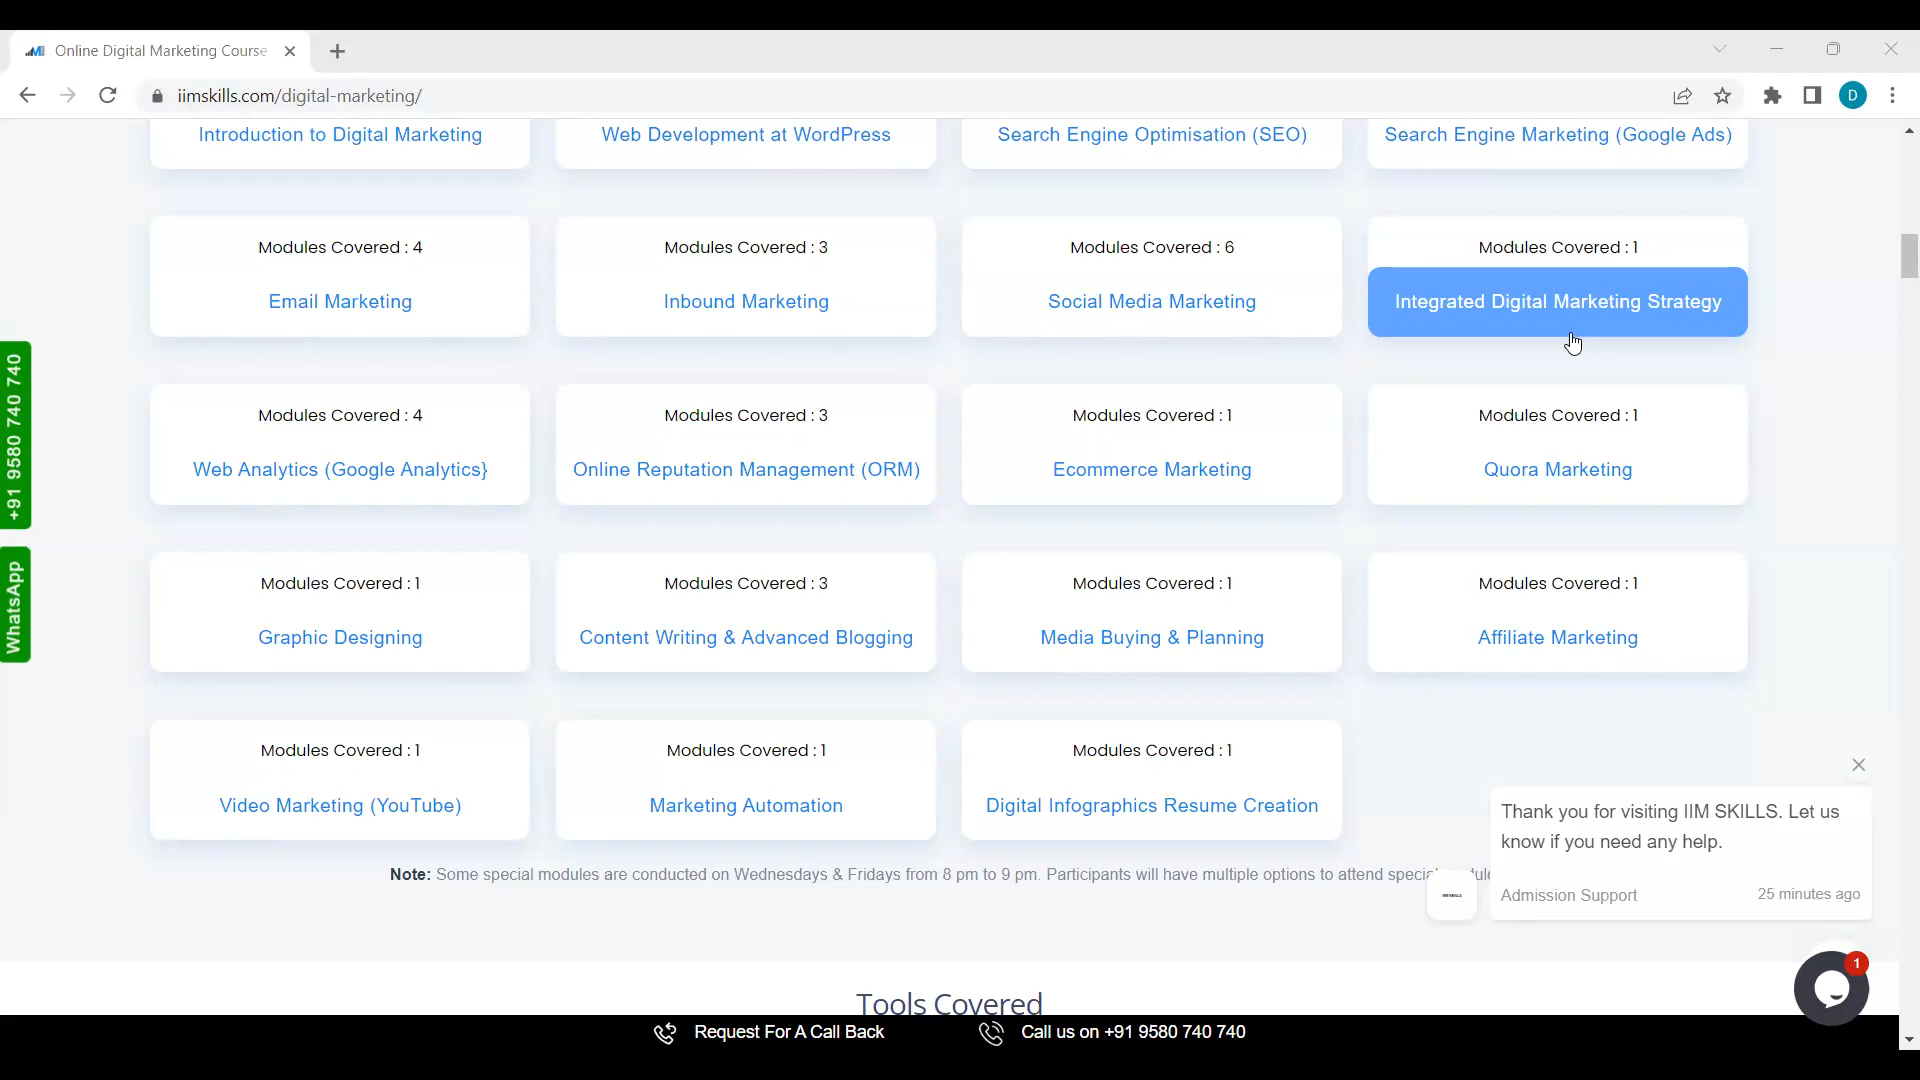 Online Digital Marketing Course
iimskills.com/digital-marketing/
D
Introduction to Digital Marketing
Web Development at WordPress
Search Engine Optimisation (SEO)
Search Engine Marketing (Google Ads)
Modules Covered : 4
Email Marketing
Modules Covered : 3
Inbound Marketing
Modules Covered : 6
Social Media Marketing
Modules Covered : 1
Integrated Digital Marketing Strategy
Modules Covered : 4
Web Analytics (Google Analytics}
Modules Covered : 3
Online Reputation Management (ORM)
Modules Covered : 1
Ecommerce Marketing
Modules Covered : 1
Quora Marketing
Modules Covered : 1
Graphic Designing
Modules Covered : 3
Content Writing & Advanced Blogging
Modules Covered : 1
Media Buying & Planning
Modules Covered : 1
Affiliate Marketing
Modules Covered : 1
Video Marketing (YouTube)
Modules Covered : 1
Marketing Automation
Modules Covered : 1
Digital Infographics Resume Creation
+91 9580 740 740
WhatsApp
Note: Some special modules are conducted on Wednesdays & Fridays from 8 pm to 9 pm. Participants will have multiple options to attend
Thank you for visiting IIM SKILLS. Let us
know if you need any help.
Admission Support
25 minutes ago
1
Tools Covered
Request For A Call Back
Call us on +91 9580 740 740